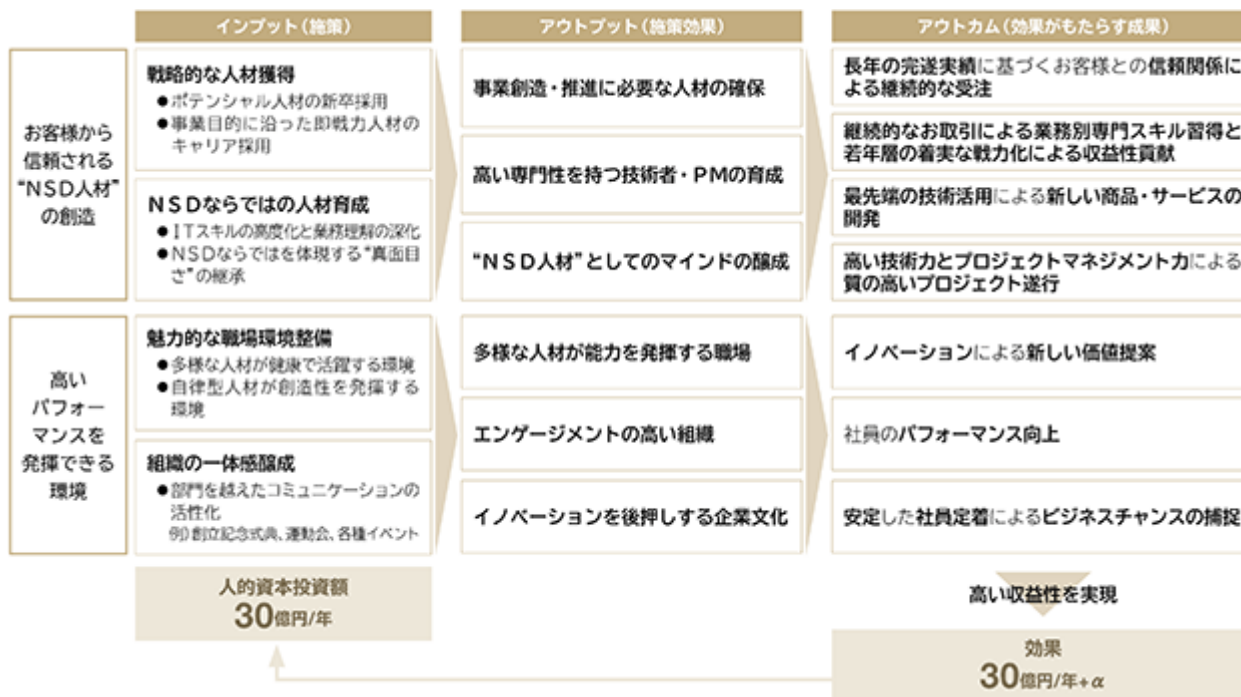 インプット（施策）
アウトプット（施策効果）
アウトカム（効果がもたらす成果）
お客様から
信頼される
“NSD人材”
の創造
戦略的な人材獲得
●ポテンシャル人材の新卒採用
●事業目的に沿った即戦力人材の
キャリア採用
NSDならではの人材育成
●ITスキルの高度化と業務理解の深化
●NSDならではを体現する“真面目
さ”の継承
事業創造・推進に必要な人材の確保
高い専門性を持つ技術者・PMの育成
“NSD人材”としてのマインドの醸成
長年の完遂実績に基づくお客様との信頼関係に
よる継続的な受注
継続的なお取引による業務別専門スキル習得と
若年層の着実な戦力化による収益性貢献
最先端の技術活用による新しい商品・サービスの
開発
高い技術力とプロジェクトマネジメント力による
質の高いプロジェクト遂行
高い
パフォー
マンスを
発揮できる
環境
魅力的な職場環境整備
●多様な人材が健康で活躍する環境
●自律型人材が創造性を発揮する
環境
組織の一体感醸成
●部門を越えたコミュニケーションの
活性化
例）創立記念式典、運動会、各種イベント
多様な人材が能力を発揮する職場
エンゲージメントの高い組織
イノベーションを後押しする企業文化
イノベーションによる新しい価値提案
社員のパフォーマンス向上
安定した社員定着によるビジネスチャンスの捕捉
人的資本投資額
30億円/年
高い収益性を実現
効果
30億円/年+α